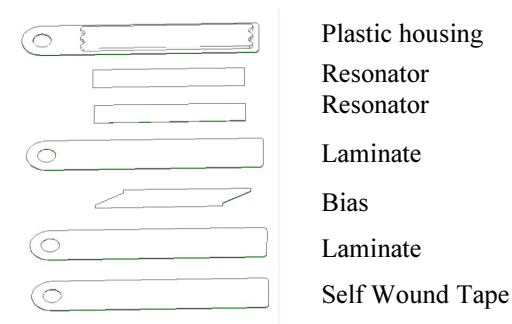 Plastic housing
Resonator
Resonator
Laminate
Bias
Laminate
Self Wound Tape